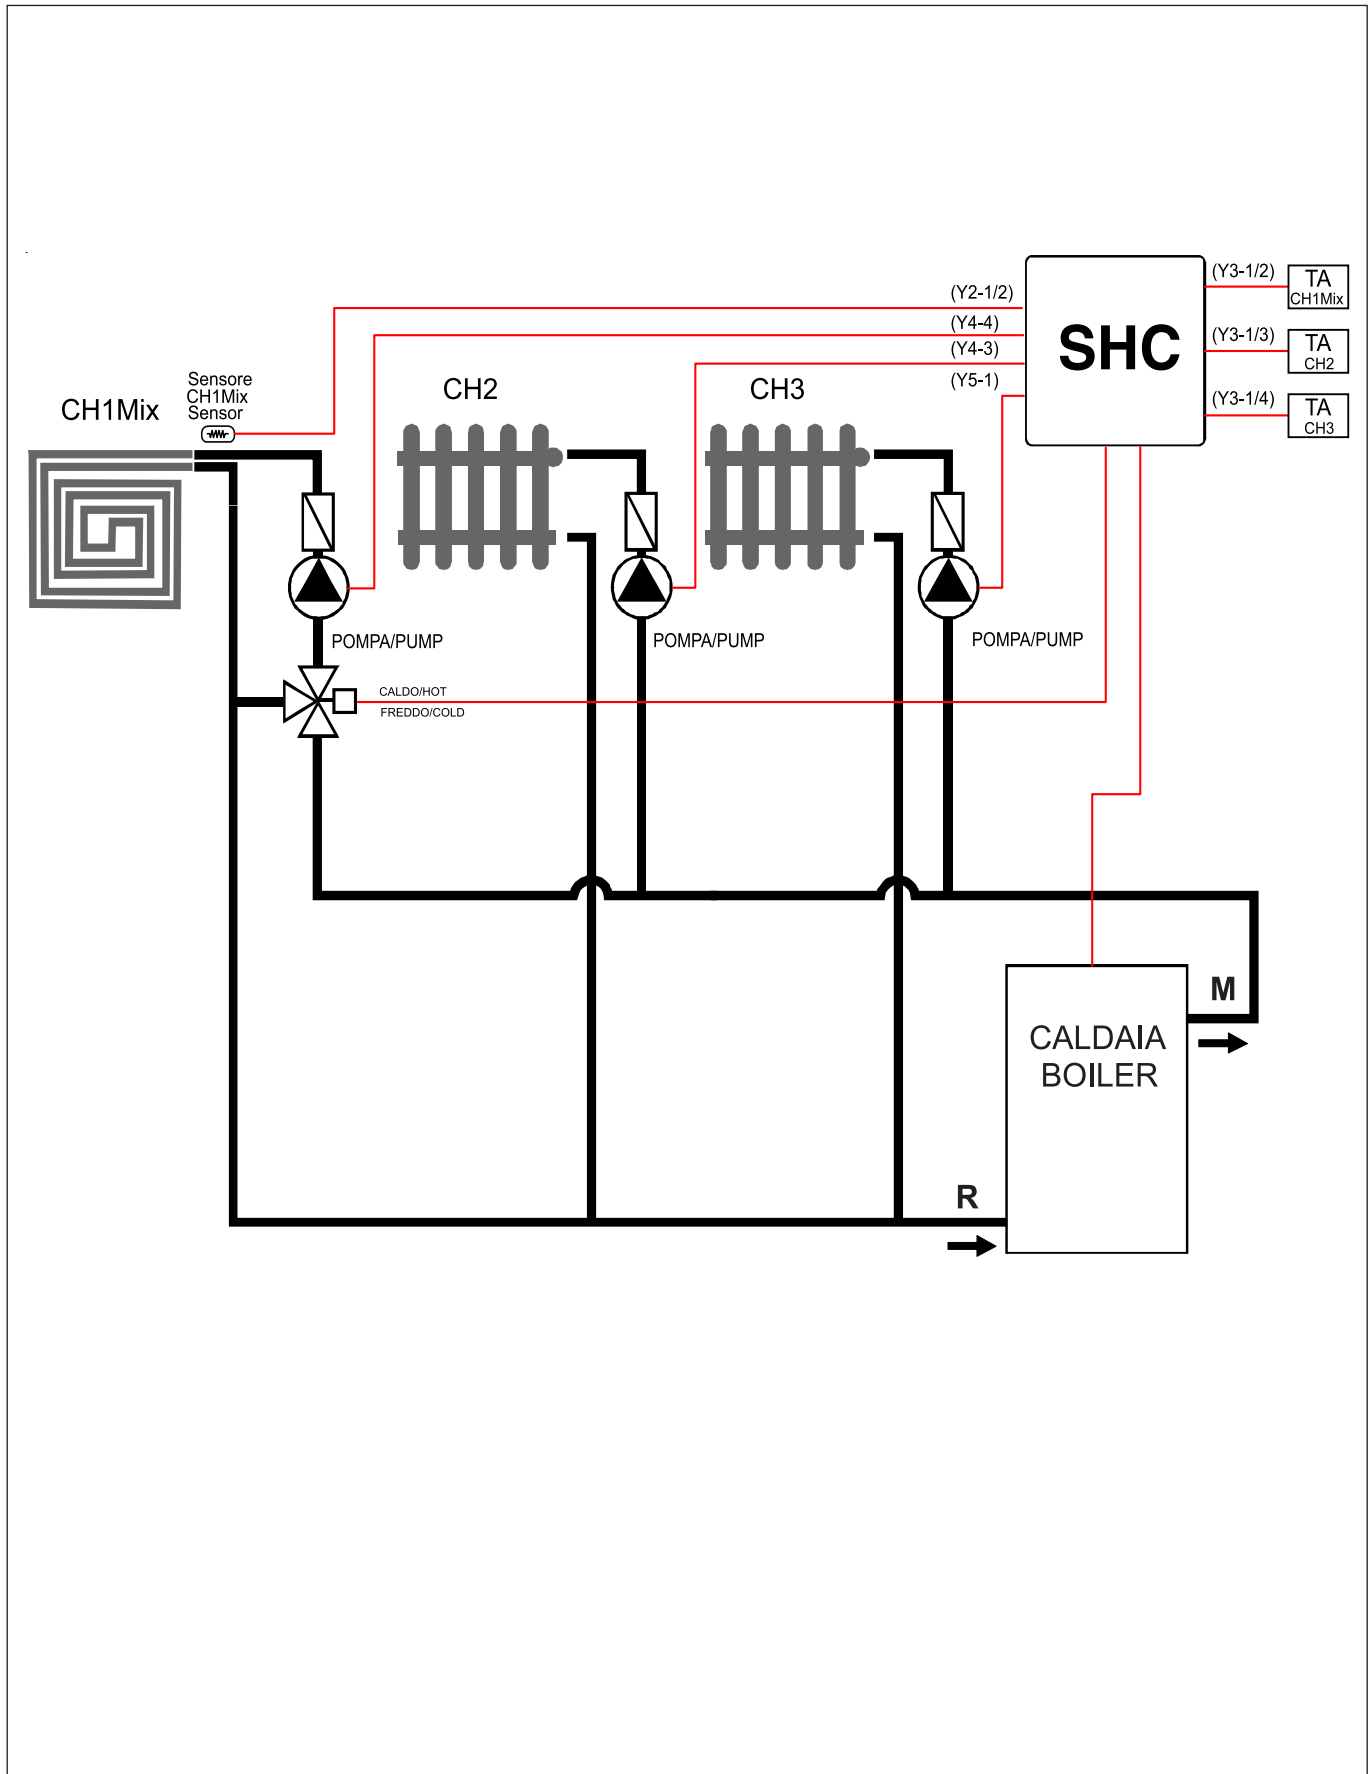 (Y2-1/2)
(Y4-4)
(Y4-3)
(Y5-1)
SHC
(Y3-1/2)
TA
CH1Mix
(Y3-1/3)
TA
CH2
(Y3-1/4)
TA
CH3
CH1Mix
Sensore
CH1Mix
Sensor
CH2
CH3
POMPA/PUMP
POMPA/PUMP
POMPA/PUMP
CALDO/HOT
FREDDO/COLD
M
CALDAIA
BOILER
R